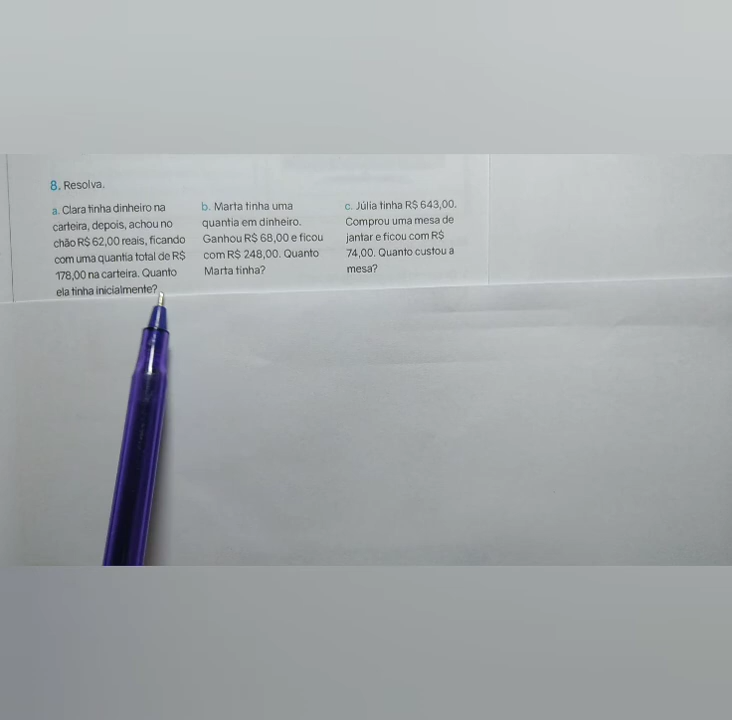 8. Resolva.
a. Clara tinha dinheiro na
carteira, depois, achou no
chão R$ 62,00 reais, ficando
com uma quantia total de R$
178,00 na carteira. Quanto
ela tinha inicialmente?
b. Marta tinha uma
quantia em dinheiro.
Ganhou R$ 68,00 e ficou
com R$ 248,00. Quanto
Marta tinha?
c. Júlia tinha R$ 643,00.
Comprou uma mesa de
jantar e ficou com R$
74,00. Quanto custou a
mesa?